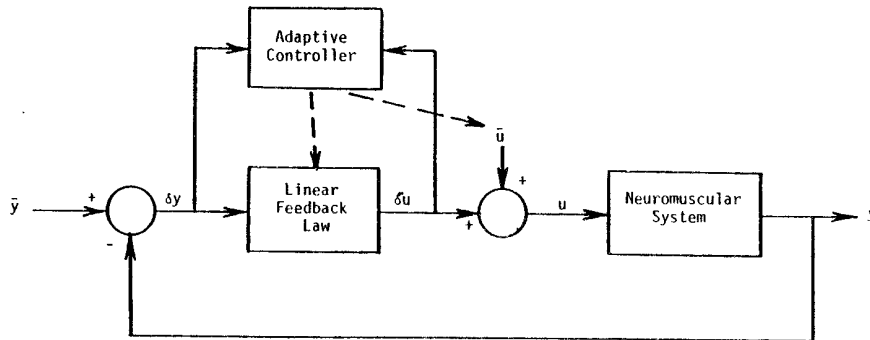 Adaptive
Controller
ū
ȳ
+
δy
-
Linear
Feedback
Law
δu
+
+
u
Neuromuscular
System